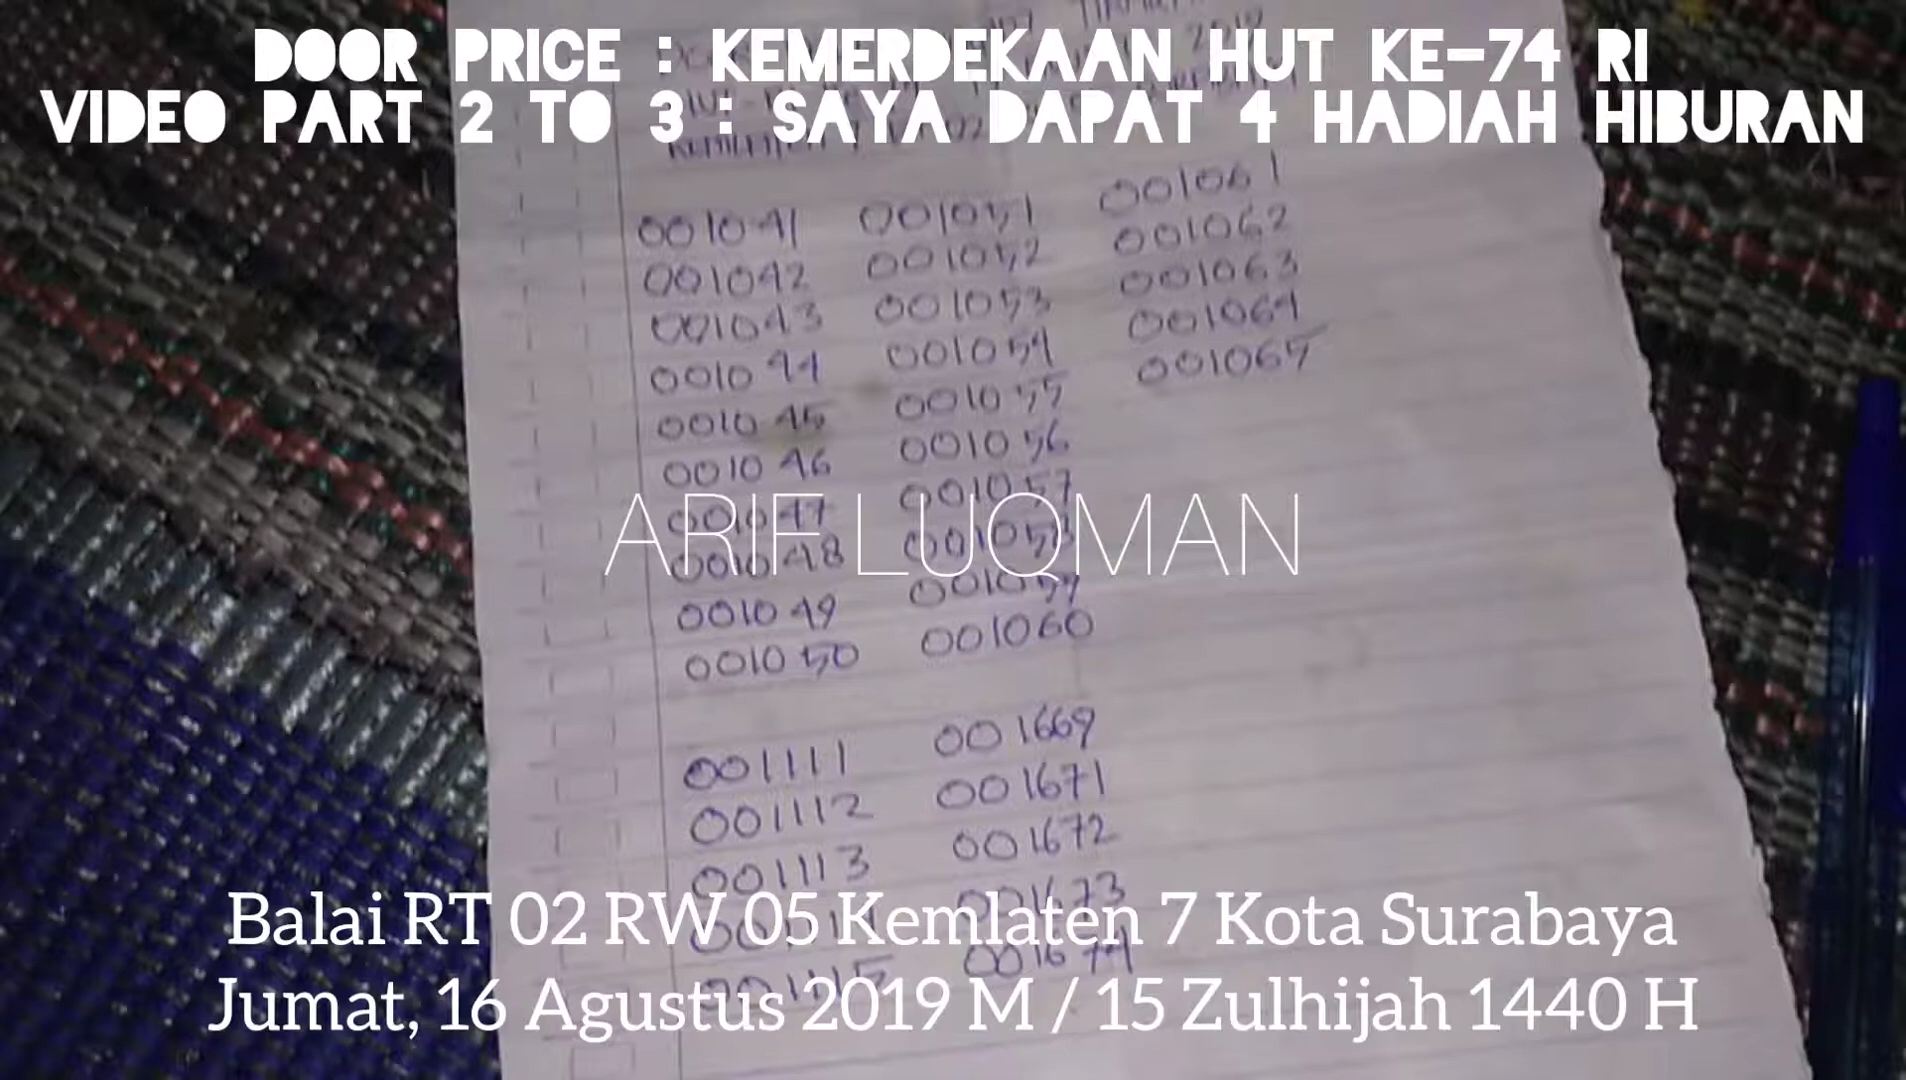 DOOR PRICE : KEMERDEKAAN HUT KE-74 RI
VIDEO PART 2 TO 3 : SAYA DAPAT 4 HADIAH HIBURAN
001041 001051 001061
001042 001052 001062
001043 001053 001063
001044 001054 001064
001045 001055 001065
001046 001056
001047 001057
ARIF LUQMAN
001048 001058
001049 001059
001050 001060
001111 001669
001112 001671
001113 001672
001673
Balai RT 02 RW 05 Kemlaten 7 Kota Surabaya
001115 001674
Jumat, 16 Agustus 2019 M / 15 Zulhijah 1440 H